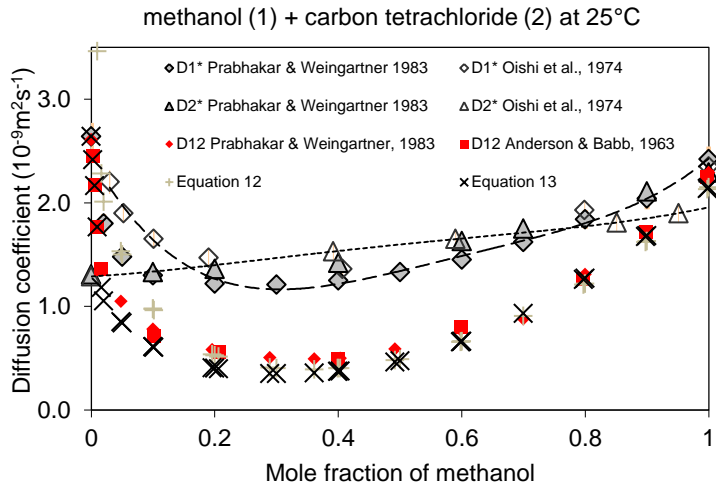 methanol (1) + carbon tetrachloride (2) at 25°C
D1* Prabhakar & Weingartner 1983
D1* Oishi et al., 1974
D2* Prabhakar & Weingartner 1983
D2* Oishi et al., 1974
D12 Prabhakar & Weingartner, 1983
D12 Anderson & Babb, 1963
Equation 12
Equation 13
Diffusion coefficient (10⁻⁹m²s⁻¹)
3.0
2.0
1.0
0.0
0 0.2 0.4 0.6 0.8 1
Mole fraction of methanol